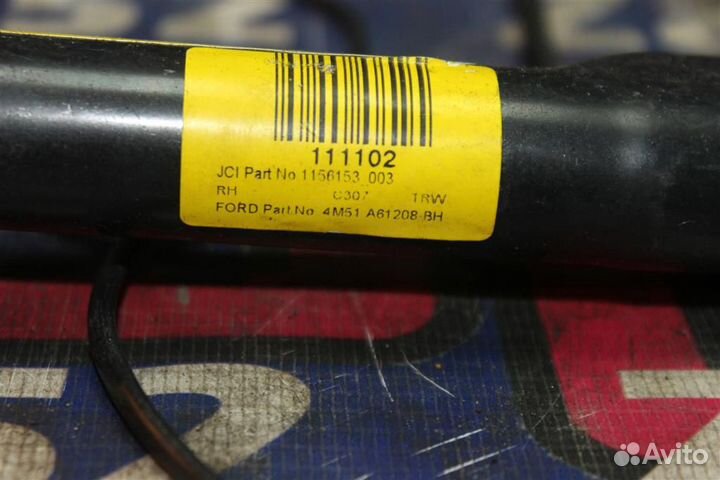 111102
JCI Part No 1156153 003
RH C307 TRW
FORD Part No 4M51 A61208-BH
Avito